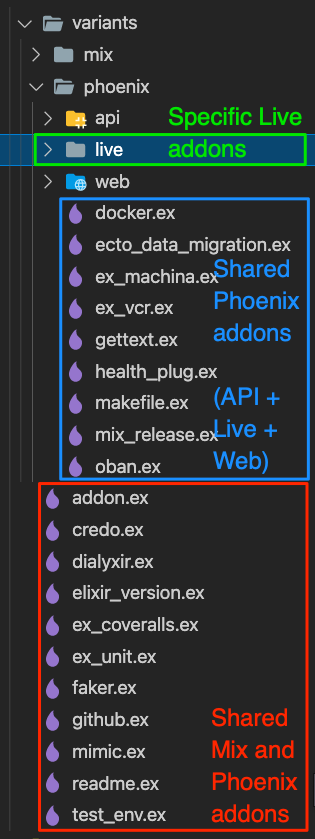 variants
mix
phoenix
api
Specific Live
live
addons
web
docker.ex
ecto_data_migration.ex
ex_machina.ex
Shared
ex_vcr.ex
Phoenix
gettext.ex
addons
health_plug.ex
makefile.ex
(API +
mix_release.ex
Live +
oban.ex
Web)
addon.ex
credo.ex
dialyxir.ex
elixir_version.ex
ex_coveralls.ex
ex_unit.ex
faker.ex
github.ex
Shared
mimic.ex
Mix and
readme.ex
Phoenix
test_env.ex
addons